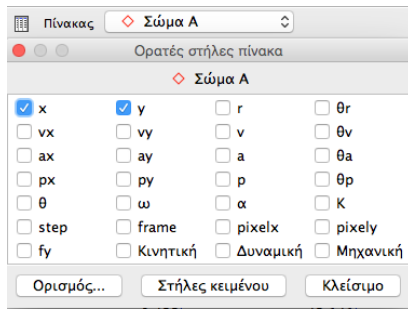 Πίνακας Σώμα A
Ορατές στήλες πίνακα
Σώμα A
x y r θr
vx vy v θv
ax ay a θa
px py p θp
θ ω α K
step frame pixelx pixely
fy Κινητική Δυναμική Μηχανική
Ορισμός... Στήλες κειμένου Κλείσιμο